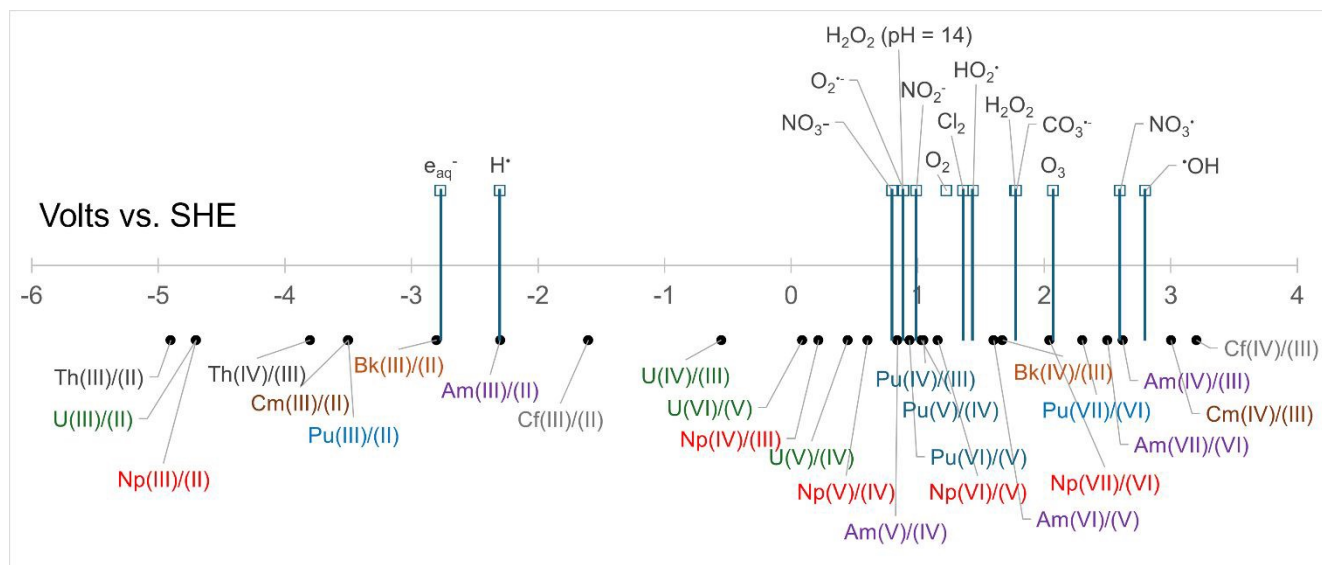 H₂O₂ (pH = 14)
O₂•-
HO₂•
NO₂-
H₂O₂
NO₃-
Cl₂
CO₃•-
NO₃•
O₂
O₃
•OH
eaq-
H•
Volts vs. SHE
-6 -5 -4 -3 -2 -1 0 1 2 3 4
Th(III)/(II)
U(III)/(II)
Np(III)/(II)
Th(IV)/(III)
Cm(III)/(II)
Pu(III)/(II)
Bk(III)/(II)
Am(III)/(II)
Cf(III)/(II)
U(IV)/(III)
U(VI)/(V)
Np(IV)/(III)
U(V)/(IV)
Np(V)/(IV)
Am(V)/(IV)
Pu(IV)/(III)
Pu(V)/(IV)
Pu(VI)/(V)
Np(VI)/(V)
Am(VI)/(V)
Bk(IV)/(III)
Np(VII)/(VI)
Pu(VII)/(VI)
Am(VII)/(VI)
Am(IV)/(III)
Cm(IV)/(III)
Cf(IV)/(III)